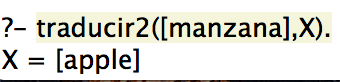 ?- traducir2([manzana],X).
X = [apple]